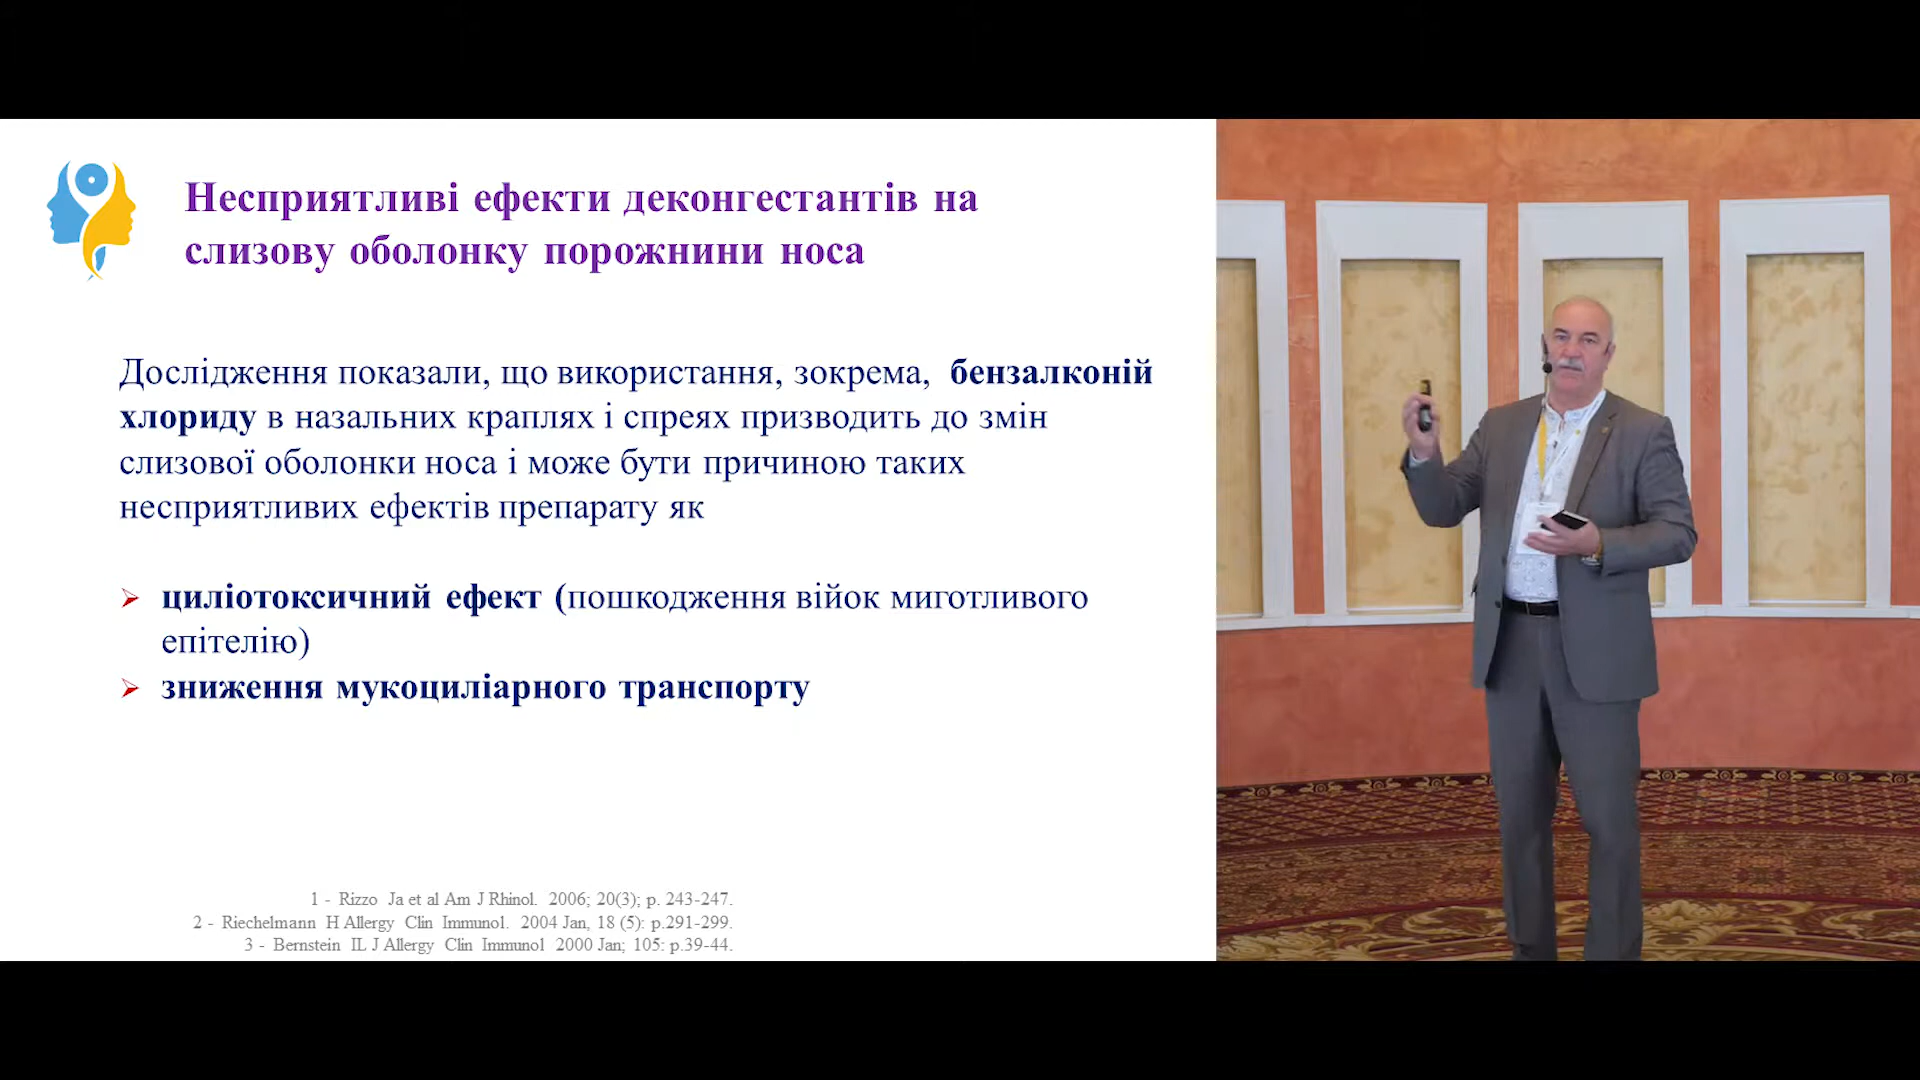 Несприятливі ефекти деконгестантів на
слизову оболонку порожнини носа
Дослідження показали, що використання, зокрема, бензалконій
хлориду в назальних краплях і спреях призводить до змін
слизової оболонки носа і може бути причиною таких
несприятливих ефектів препарату як
циліотоксичний ефект (пошкодження війок миготливого
епітелію)
зниження мукоциліарного транспорту
1 - Rizzo Ja et al Am J Rhinol. 2006; 20(3); p. 243-247.
2 - Riechelmann H Allergy Clin Immunol. 2004 Jan, 18 (5): p.291-299.
3 - Bernstein IL J Allergy Clin Immunol 2000 Jan; 105: p.39-44.